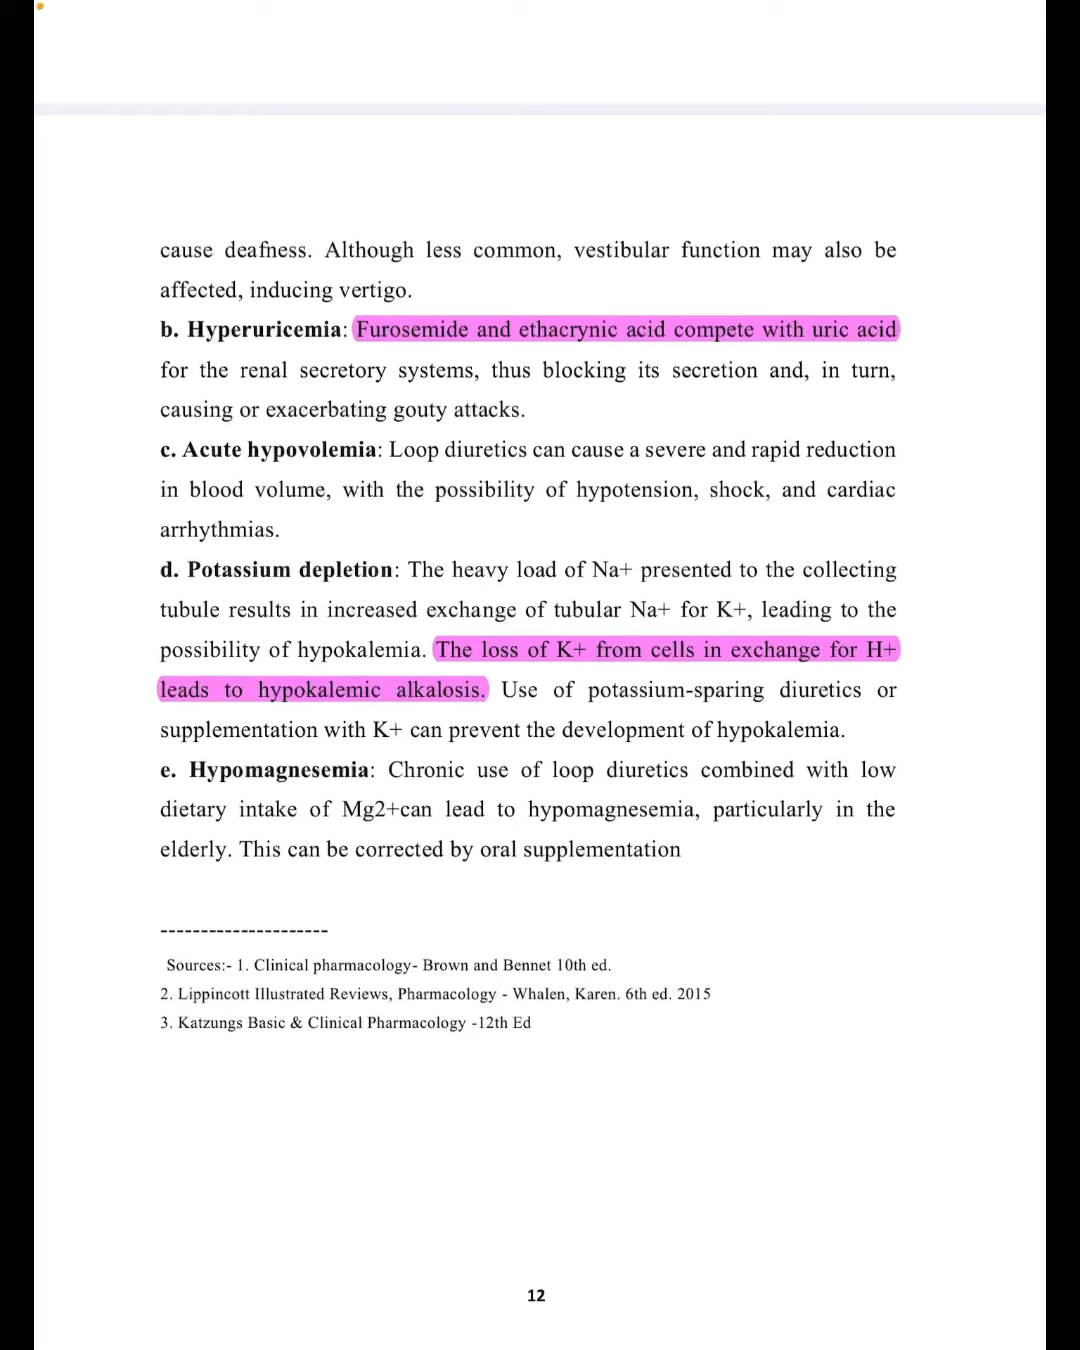 cause deafness. Although less common, vestibular function may also be
affected, inducing vertigo.
b. Hyperuricemia: Furosemide and ethacrynic acid compete with uric acid
for the renal secretory systems, thus blocking its secretion and, in turn,
causing or exacerbating gouty attacks.
c. Acute hypovolemia: Loop diuretics can cause a severe and rapid reduction
in blood volume, with the possibility of hypotension, shock, and cardiac
arrhythmias.
d. Potassium depletion: The heavy load of Na+ presented to the collecting
tubule results in increased exchange of tubular Na+ for K+, leading to the
possibility of hypokalemia. The loss of K+ from cells in exchange for H+
leads to hypokalemic alkalosis. Use of potassium-sparing diuretics or
supplementation with K+ can prevent the development of hypokalemia.
e. Hypomagnesemia: Chronic use of loop diuretics combined with low
dietary intake of Mg2+can lead to hypomagnesemia, particularly in the
elderly. This can be corrected by oral supplementation
---------------------
Sources:- 1. Clinical pharmacology- Brown and Bennet 10th ed.
2. Lippincott Illustrated Reviews, Pharmacology - Whalen, Karen. 6th ed. 2015
3. Katzungs Basic & Clinical Pharmacology -12th Ed
12